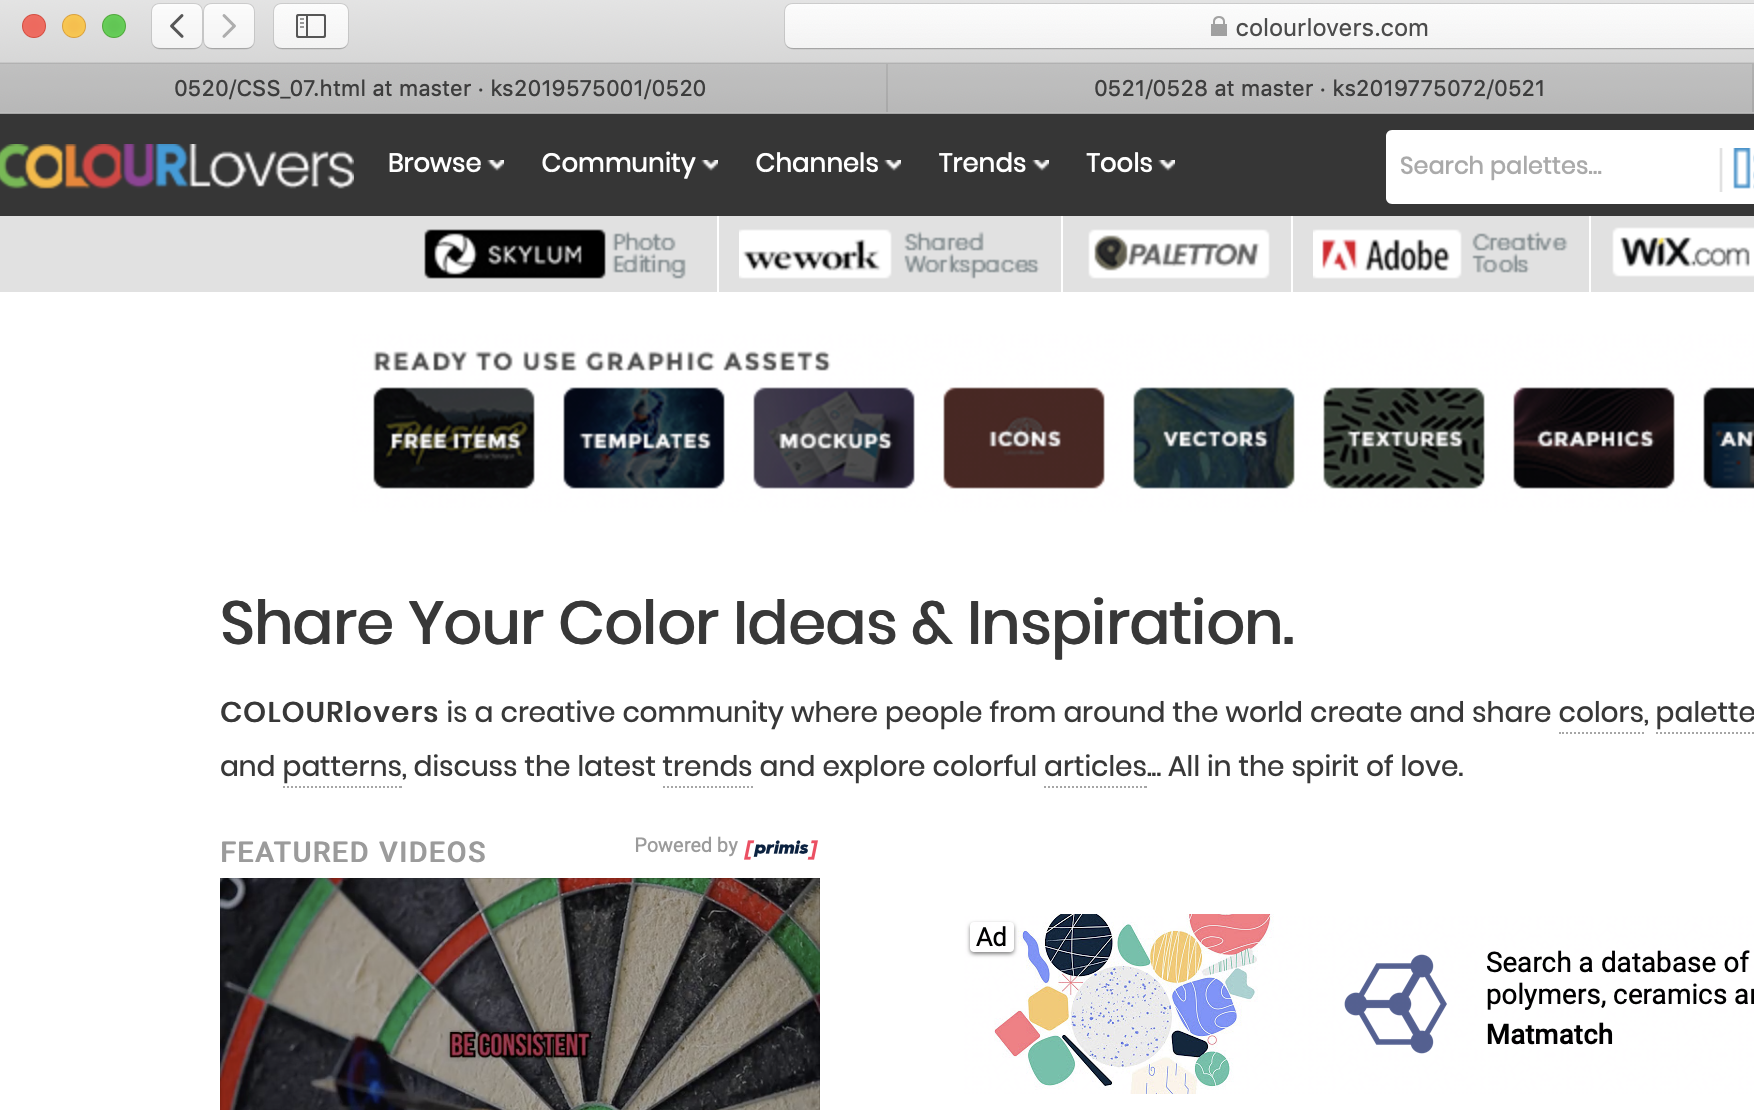 colourlovers.com
0520/CSS_07.html at master · ks2019575001/0520
0521/0528 at master · ks2019775072/0521
COLOURLovers Browse Community Channels Trends Tools Search palettes...
SKYLUM Photo Editing
wework Shared Workspaces
PALETTON
Adobe Creative Tools
WiX.com
READY TO USE GRAPHIC ASSETS
FREE ITEMS TEMPLATES MOCKUPS ICONS VECTORS TEXTURES GRAPHICS AN
Share Your Color Ideas & Inspiration.
COLOURlovers is a creative community where people from around the world create and share colors, palette
and patterns, discuss the latest trends and explore colorful articles... All in the spirit of love.
FEATURED VIDEOS Powered by [primis]
BE CONSISTENT
Ad
Search a database of
polymers, ceramics a
Matmatch